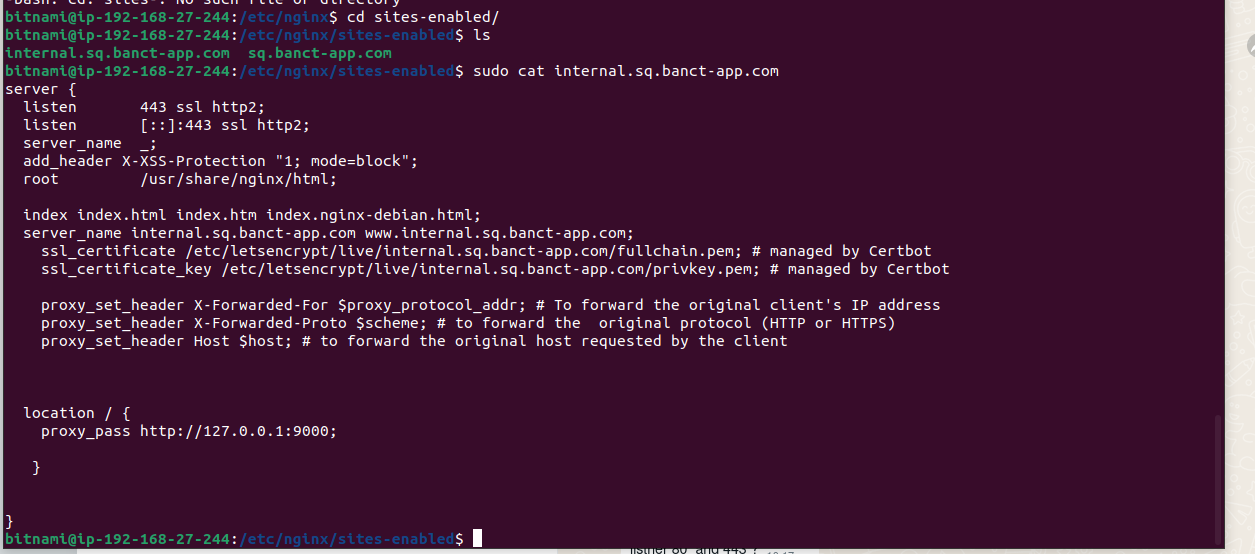 -bash: cd: sites-: No such file or directory
bitnami@ip-192-168-27-244:/etc/nginx$ cd sites-enabled/
bitnami@ip-192-168-27-244:/etc/nginx/sites-enabled$ ls
internal.sq.banct-app.com  sq.banct-app.com
bitnami@ip-192-168-27-244:/etc/nginx/sites-enabled$ sudo cat internal.sq.banct-app.com
server {
  listen       443 ssl http2;
  listen       [::]:443 ssl http2;
  server_name  _;
  add_header X-XSS-Protection "1; mode=block";
  root         /usr/share/nginx/html;
  index index.html index.htm index.nginx-debian.html;
  server_name internal.sq.banct-app.com www.internal.sq.banct-app.com;
    ssl_certificate /etc/letsencrypt/live/internal.sq.banct-app.com/fullchain.pem; # managed by Certbot
    ssl_certificate_key /etc/letsencrypt/live/internal.sq.banct-app.com/privkey.pem; # managed by Certbot
    proxy_set_header X-Forwarded-For $proxy_protocol_addr; # To forward the original client's IP address
    proxy_set_header X-Forwarded-Proto $scheme; # to forward the  original protocol (HTTP or HTTPS)
    proxy_set_header Host $host; # to forward the original host requested by the client
  location / {
    proxy_pass http://127.0.0.1:9000;
   }
}
bitnami@ip-192-168-27-244:/etc/nginx/sites-enabled$
80 and 443 ?